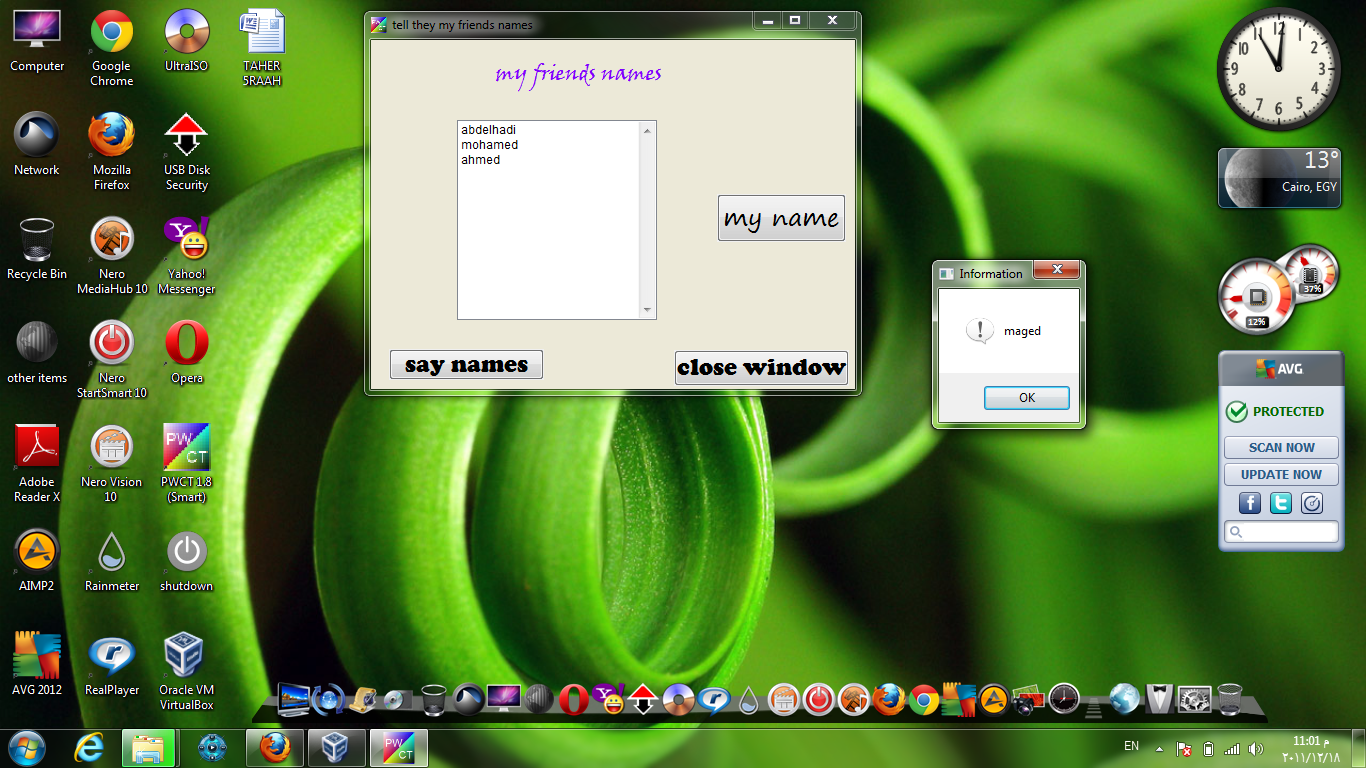 Computer
Google Chrome
UltraISO
TAHER 5RAAH
Network
Mozilla Firefox
USB Disk Security
Recycle Bin
Nero MediaHub 10
Yahoo! Messenger
other items
Nero StartSmart 10
Opera
Adobe Reader X
Nero Vision 10
PW CT
PWCT 1.8 (Smart)
AIMP2
Rainmeter
shutdown
AVG 2012
RealPlayer
Oracle VM VirtualBox
tell they my friends names
my friends names
abdelhadi
mohamed
ahmed
my name
say names
close window
Information
maged
OK
12
1
2
3
4
5
6
7
8
9
10
11
13°
Cairo, EGY
37%
12%
AVG
PROTECTED
SCAN NOW
UPDATE NOW
PW CT
EN
11:01 م
٢٠١١/١٢/١٨